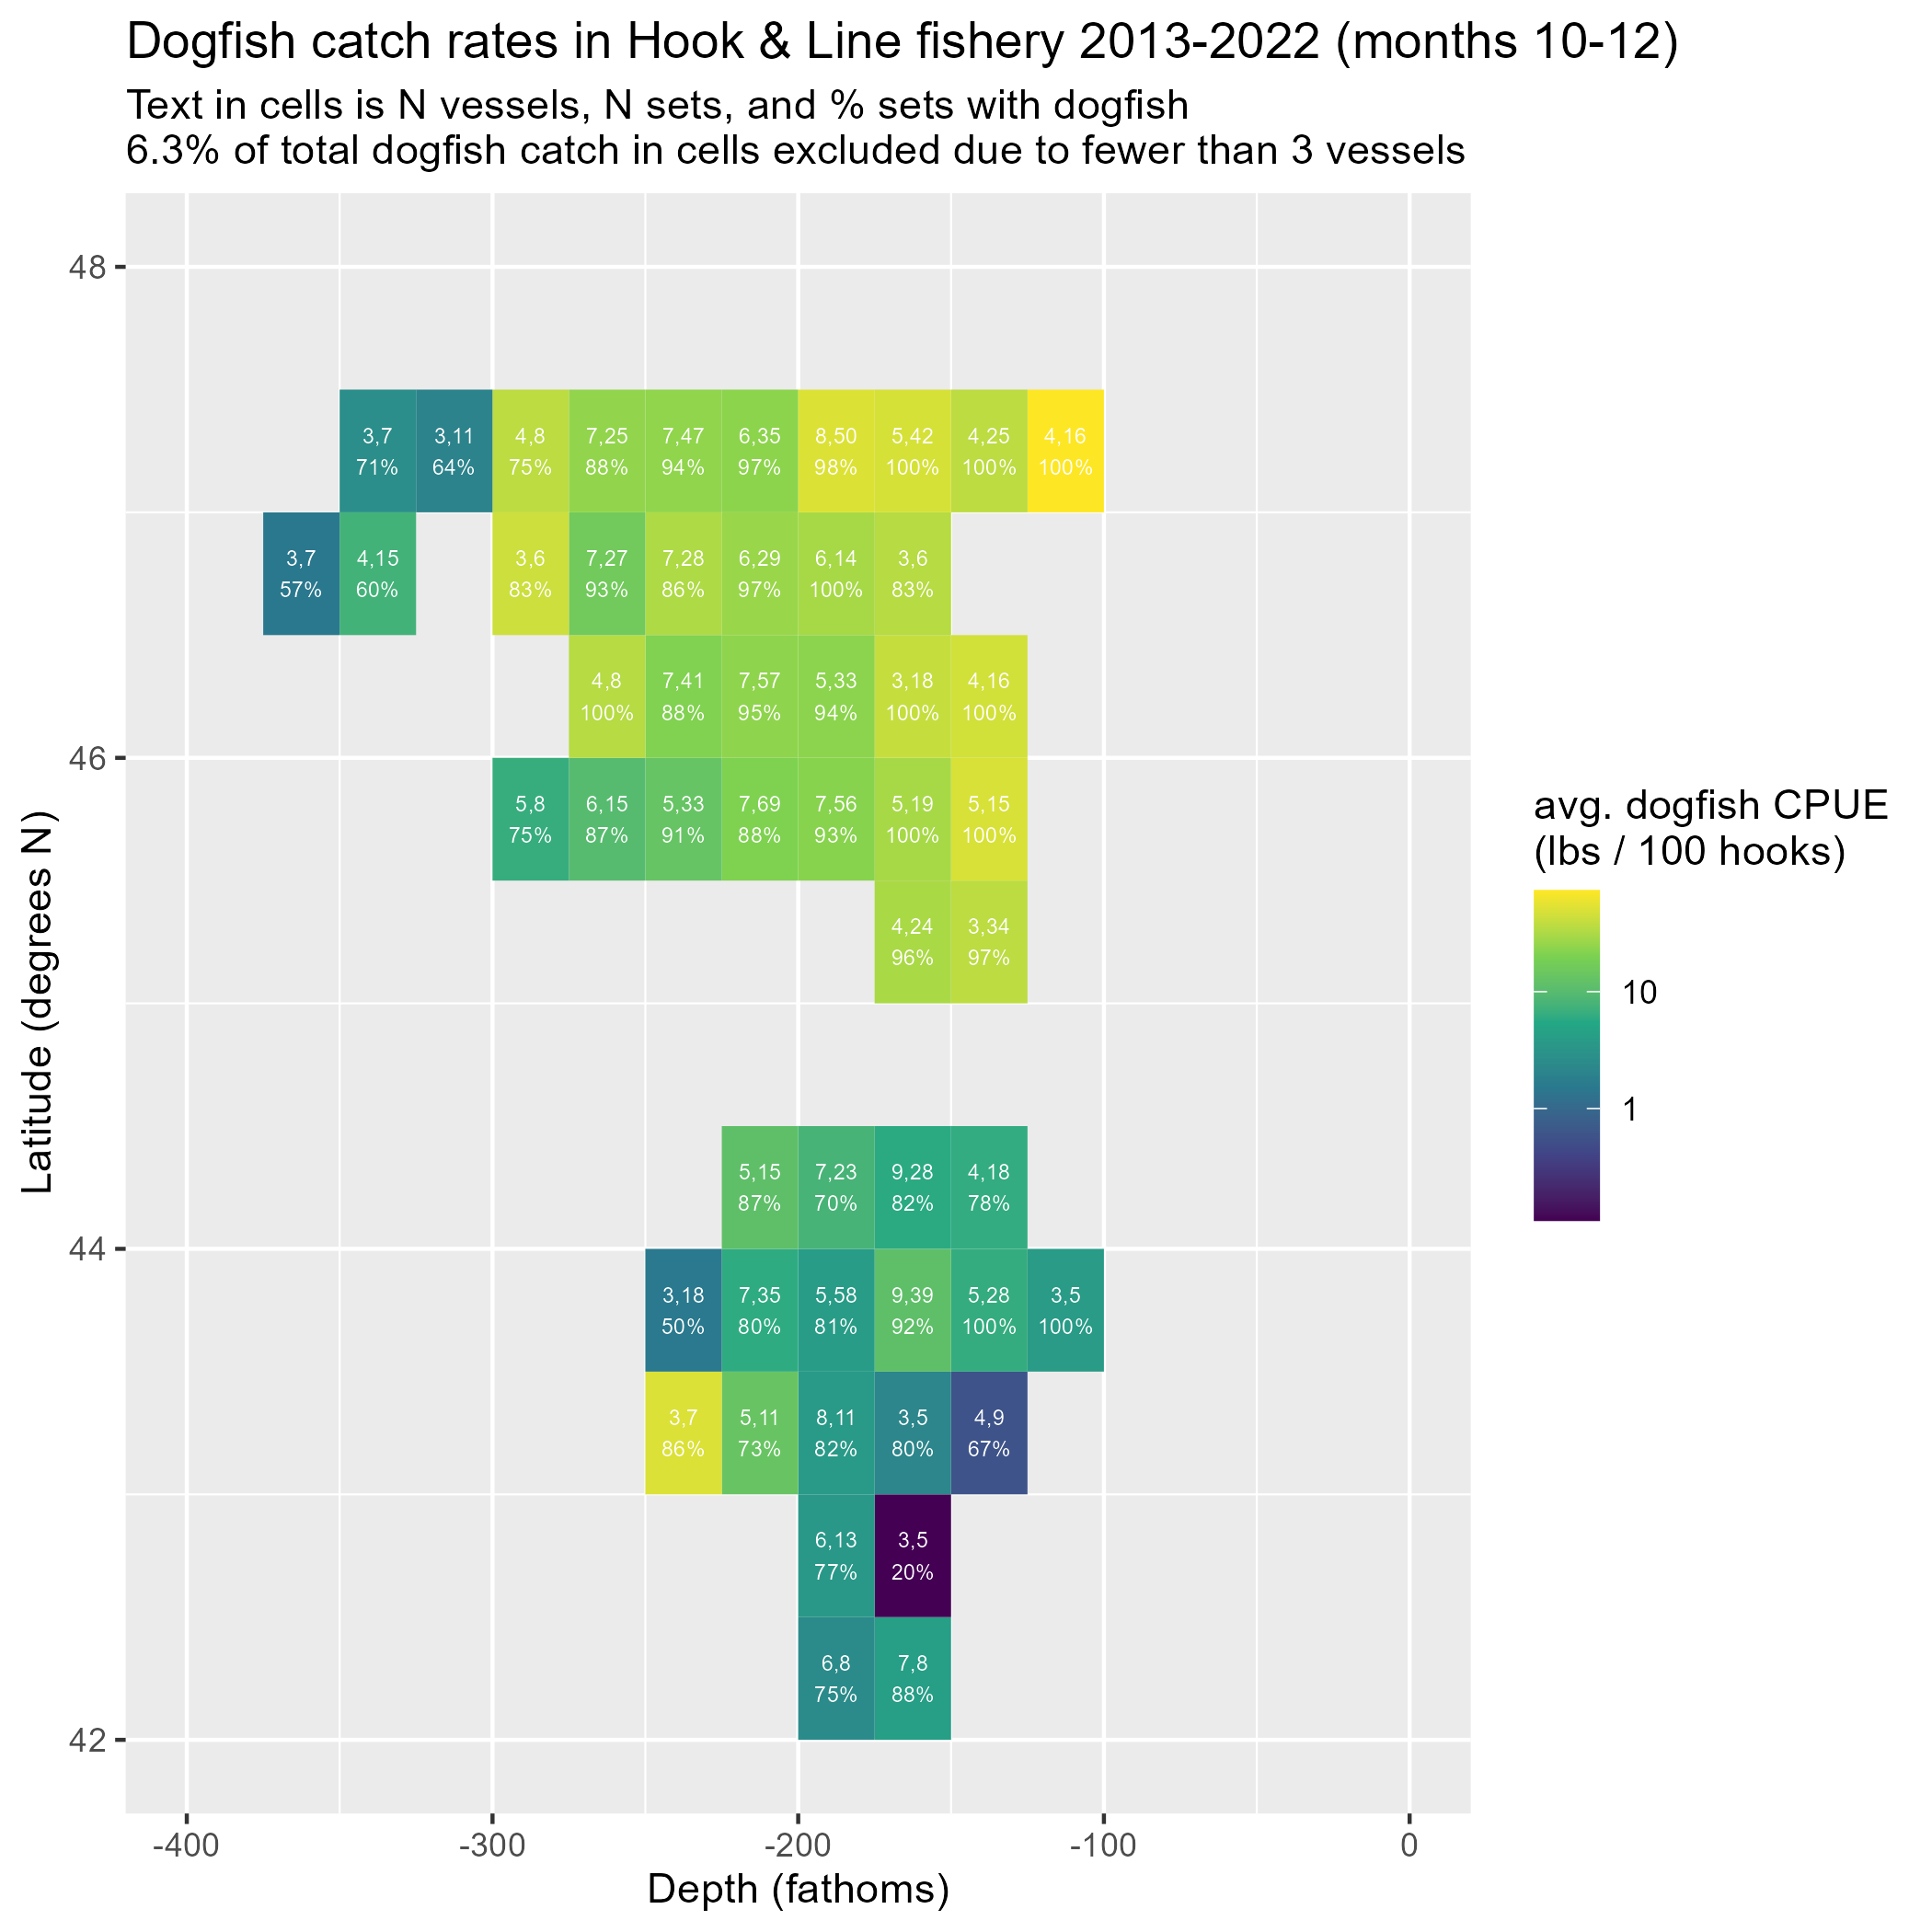 Dogfish catch rates in Hook & Line fishery 2013-2022 (months 10-12)
Text in cells is N vessels, N sets, and % sets with dogfish
6.3% of total dogfish catch in cells excluded due to fewer than 3 vessels
48
3,7 3,11 4,8 7,25 7,47 6,35 8,50 5,42 4,25 4,16
71% 64% 75% 88% 94% 97% 98% 100% 100% 100%
3,7 4,15 3,6 7,27 7,28 6,29 6,14 3,6
57% 60% 83% 93% 86% 97% 100% 83%
4,8 7,41 7,57 5,33 3,18 4,16
100% 88% 95% 94% 100% 100%
46
5,8 6,15 5,33 7,69 7,56 5,19 5,15
75% 87% 91% 88% 93% 100% 100%
4,24 3,34
96% 97%
5,15 7,23 9,28 4,18
87% 70% 82% 78%
44
3,18 7,35 5,58 9,39 5,28 3,5
50% 80% 81% 92% 100% 100%
3,7 5,11 8,11 3,5 4,9
86% 73% 82% 80% 67%
6,13 3,5
77% 20%
6,8 7,8
75% 88%
42
-400 -300 -200 -100 0
Depth (fathoms)
Latitude (degrees N)
avg. dogfish CPUE
(lbs / 100 hooks)
10
1